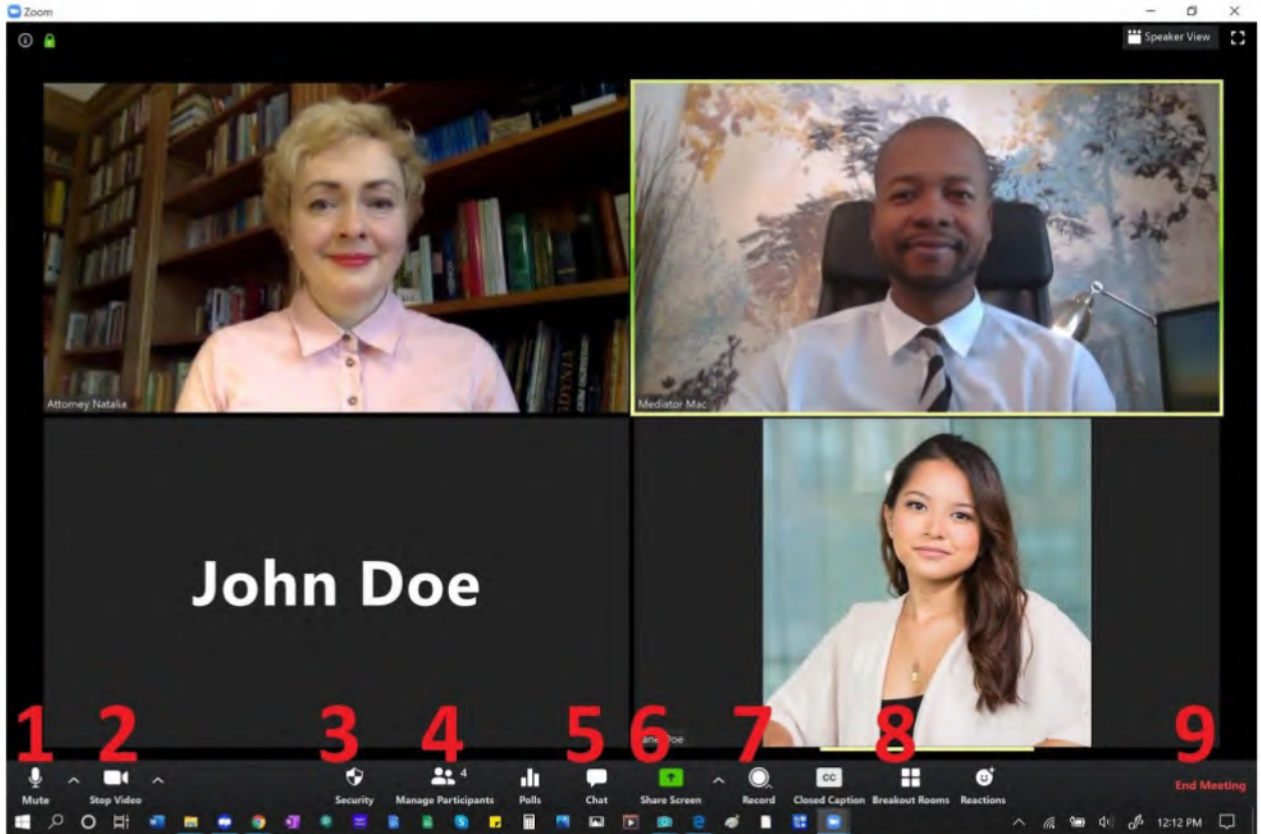 Zoom
Speaker View
Attorney Natalia
Mediator Mac
John Doe
ane Doe
1 2 3 4 5 6 7 8 9
4
Mute Stop Video Security Manage Participants Polls Chat Share Screen Record Closed Caption Breakout Rooms Reactions End Meeting
CC
12:12 PM